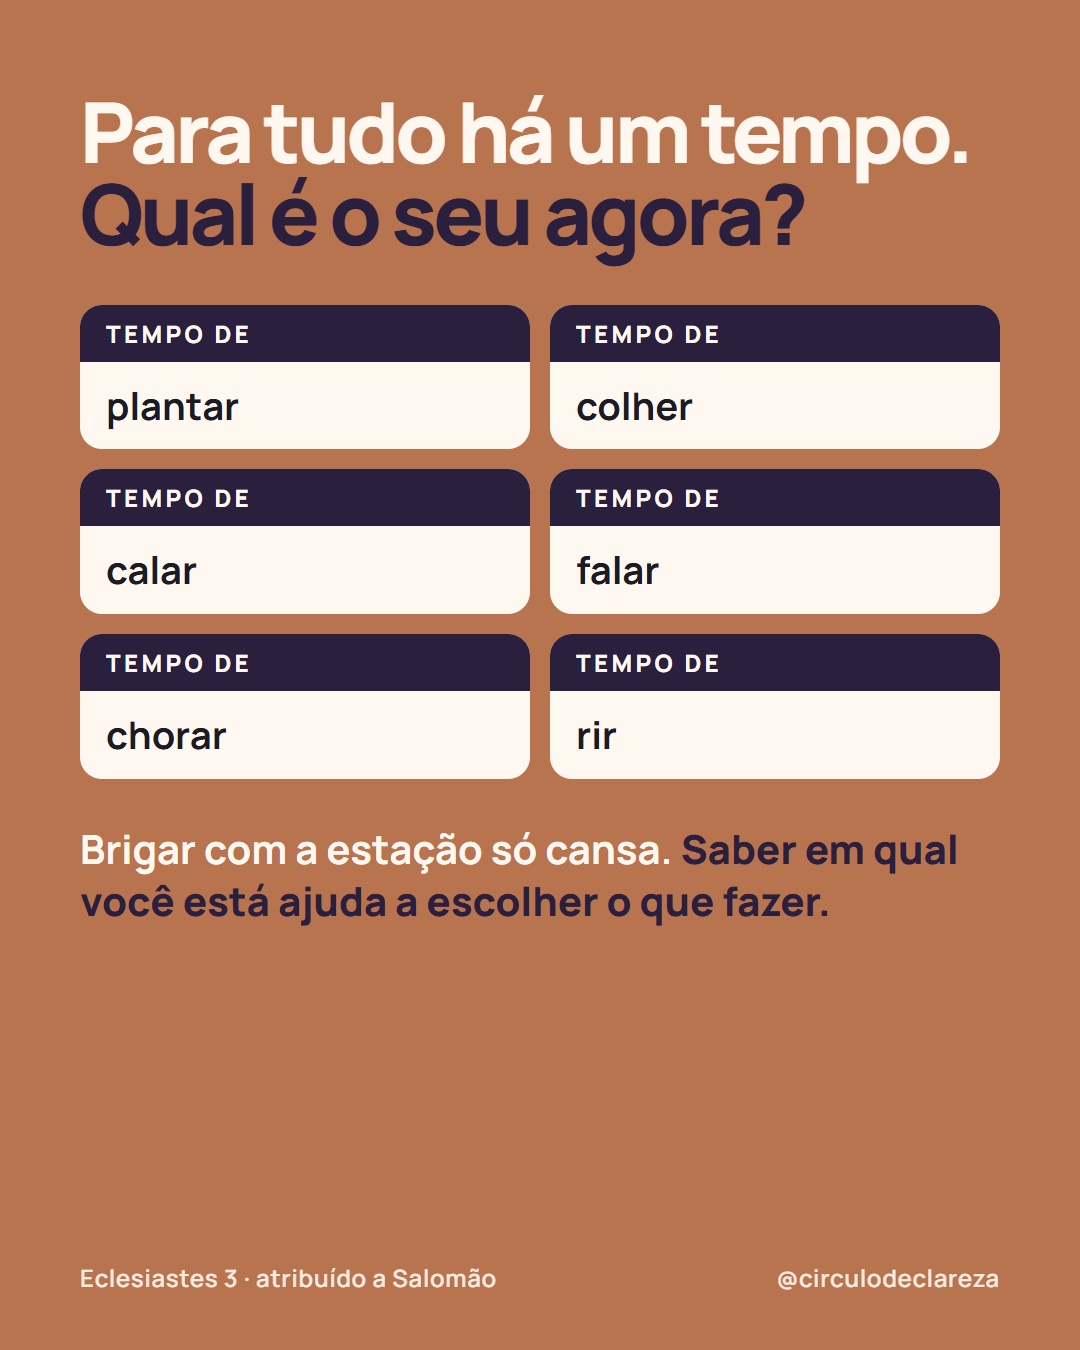 Para tudo há um tempo.
Qual é o seu agora?
TEMPO DE
plantar
TEMPO DE
colher
TEMPO DE
calar
TEMPO DE
falar
TEMPO DE
chorar
TEMPO DE
rir
Brigar com a estação só cansa. Saber em qual
você está ajuda a escolher o que fazer.
Eclesiastes 3 · atribuído a Salomão
@circulodeclareza